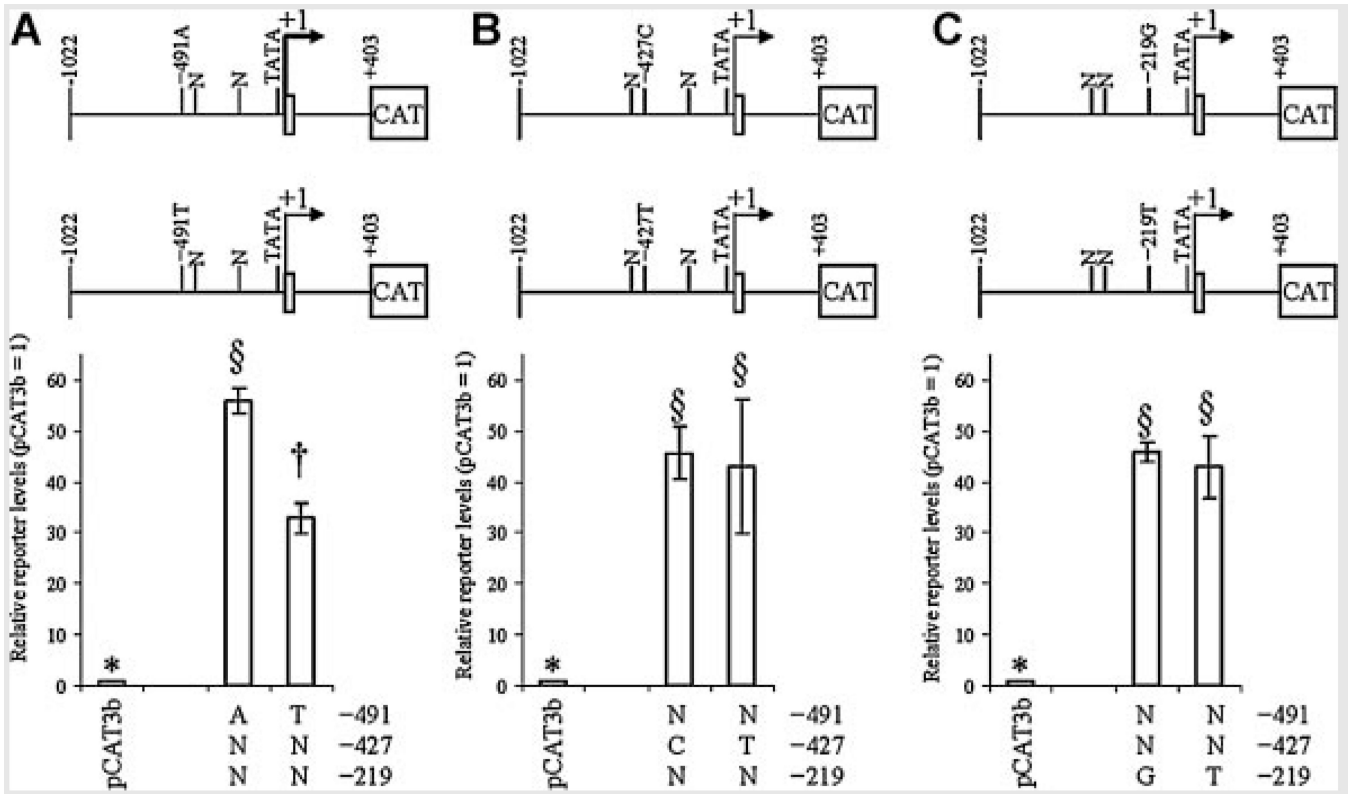 A
-1022
−491A
N
N
TATA
+1
+403
CAT
-1022
−491T
N
N
TATA
+1
+403
CAT
Relative reporter levels (pCAT3b = 1)
60
50
40
30
20
10
0
*
§
†
pCAT3b
A T −491
N N −427
N N −219
B
-1022
N
−427C
N
TATA
+1
+403
CAT
-1022
N
−427T
N
TATA
+1
+403
CAT
Relative reporter levels (pCAT3b = 1)
60
50
40
30
20
10
0
*
§
§
pCAT3b
N N −491
C T −427
N N −219
C
-1022
N
N
−219G
TATA
+1
+403
CAT
-1022
N
N
−219T
TATA
+1
+403
CAT
Relative reporter levels (pCAT3b = 1)
60
50
40
30
20
10
0
*
§
§
pCAT3b
N N −491
N N −427
G T −219